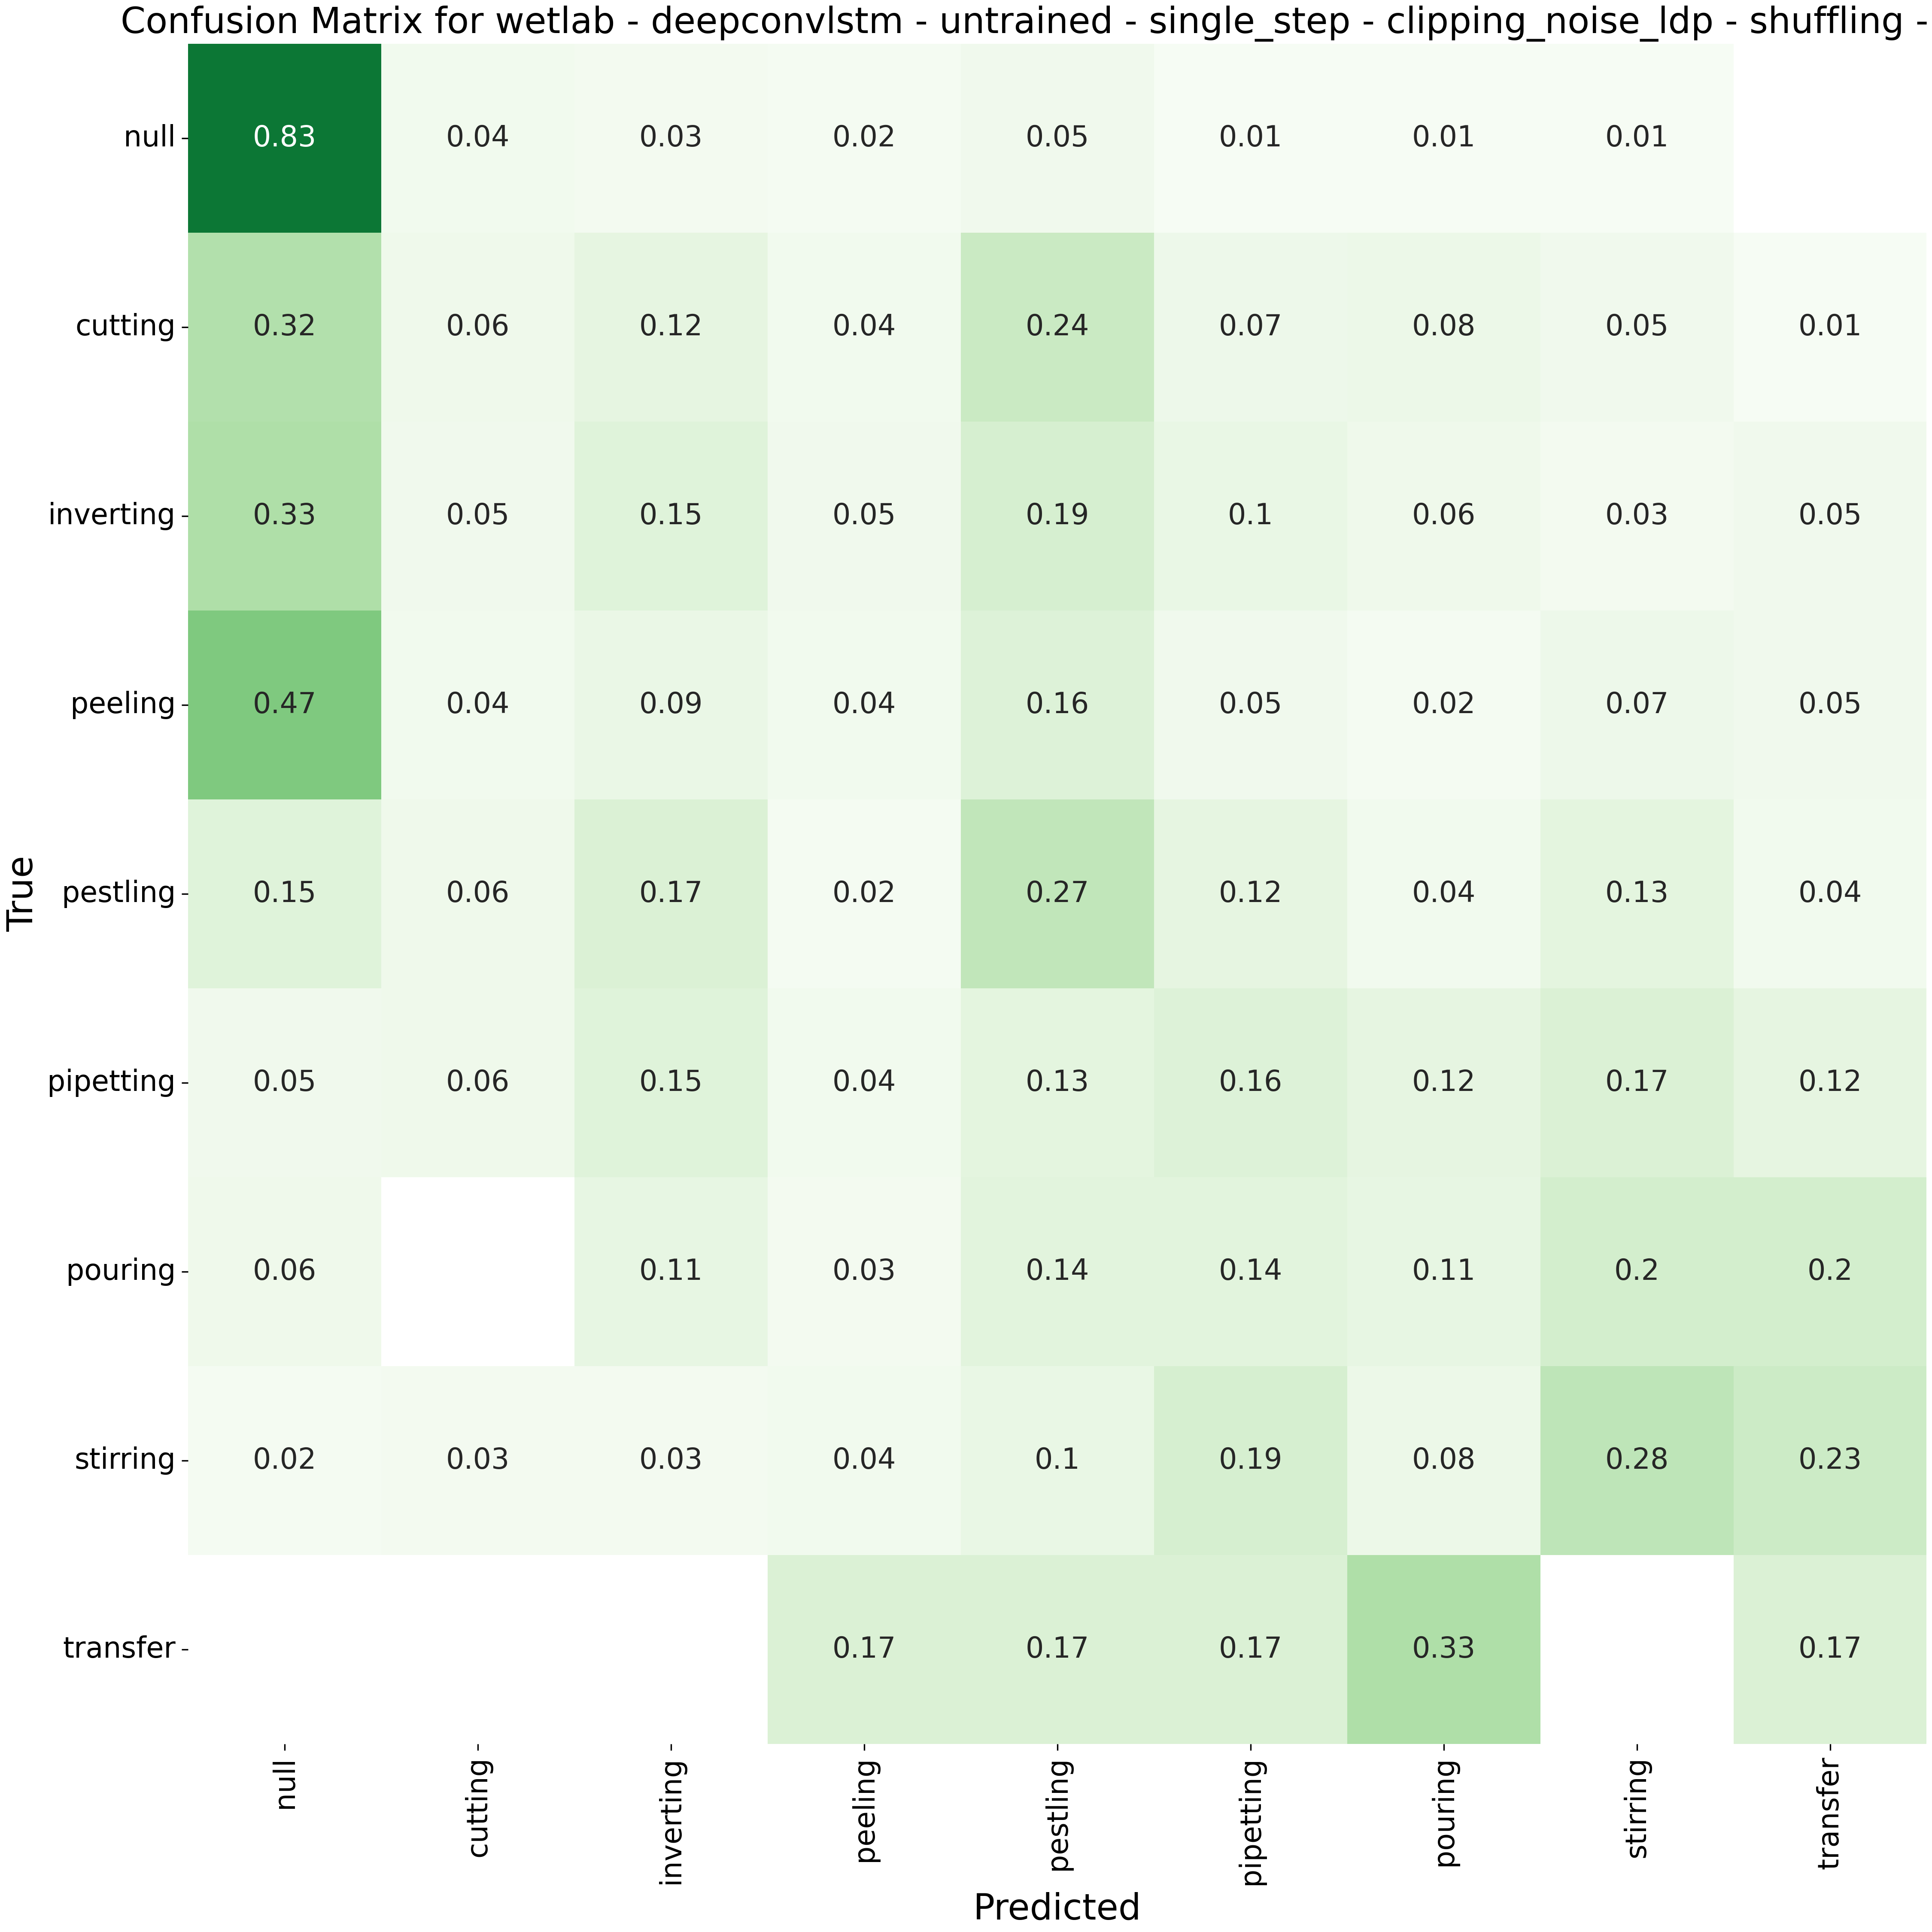 Confusion Matrix for wetlab - deepconvlstm - untrained - single_step - clipping_noise_ldp - shuffling -
null 0.83 0.04 0.03 0.02 0.05 0.01 0.01 0.01
cutting 0.32 0.06 0.12 0.04 0.24 0.07 0.08 0.05 0.01
inverting 0.33 0.05 0.15 0.05 0.19 0.1 0.06 0.03 0.05
peeling 0.47 0.04 0.09 0.04 0.16 0.05 0.02 0.07 0.05
pestling 0.15 0.06 0.17 0.02 0.27 0.12 0.04 0.13 0.04
pipetting 0.05 0.06 0.15 0.04 0.13 0.16 0.12 0.17 0.12
pouring 0.06 0.11 0.03 0.14 0.14 0.11 0.2 0.2
stirring 0.02 0.03 0.03 0.04 0.1 0.19 0.08 0.28 0.23
transfer 0.17 0.17 0.17 0.33 0.17
True
null cutting inverting peeling pestling pipetting pouring stirring transfer
Predicted